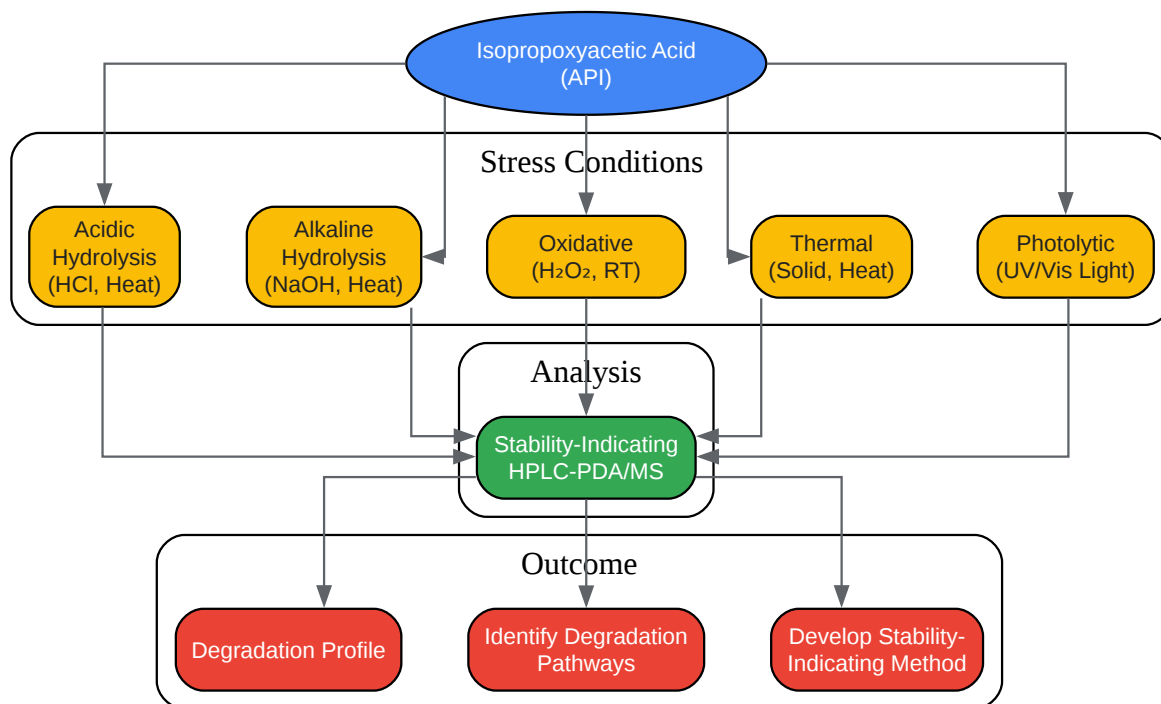 Isopropoxyacetic Acid
(API)
Stress Conditions
Acidic
Hydrolysis
(HCl, Heat)
Alkaline
Hydrolysis
(NaOH, Heat)
Oxidative
(H₂O₂, RT)
Thermal
(Solid, Heat)
Photolytic
(UV/Vis Light)
Analysis
Stability-Indicating
HPLC-PDA/MS
Outcome
Degradation Profile
Identify Degradation
Pathways
Develop Stability-
Indicating Method